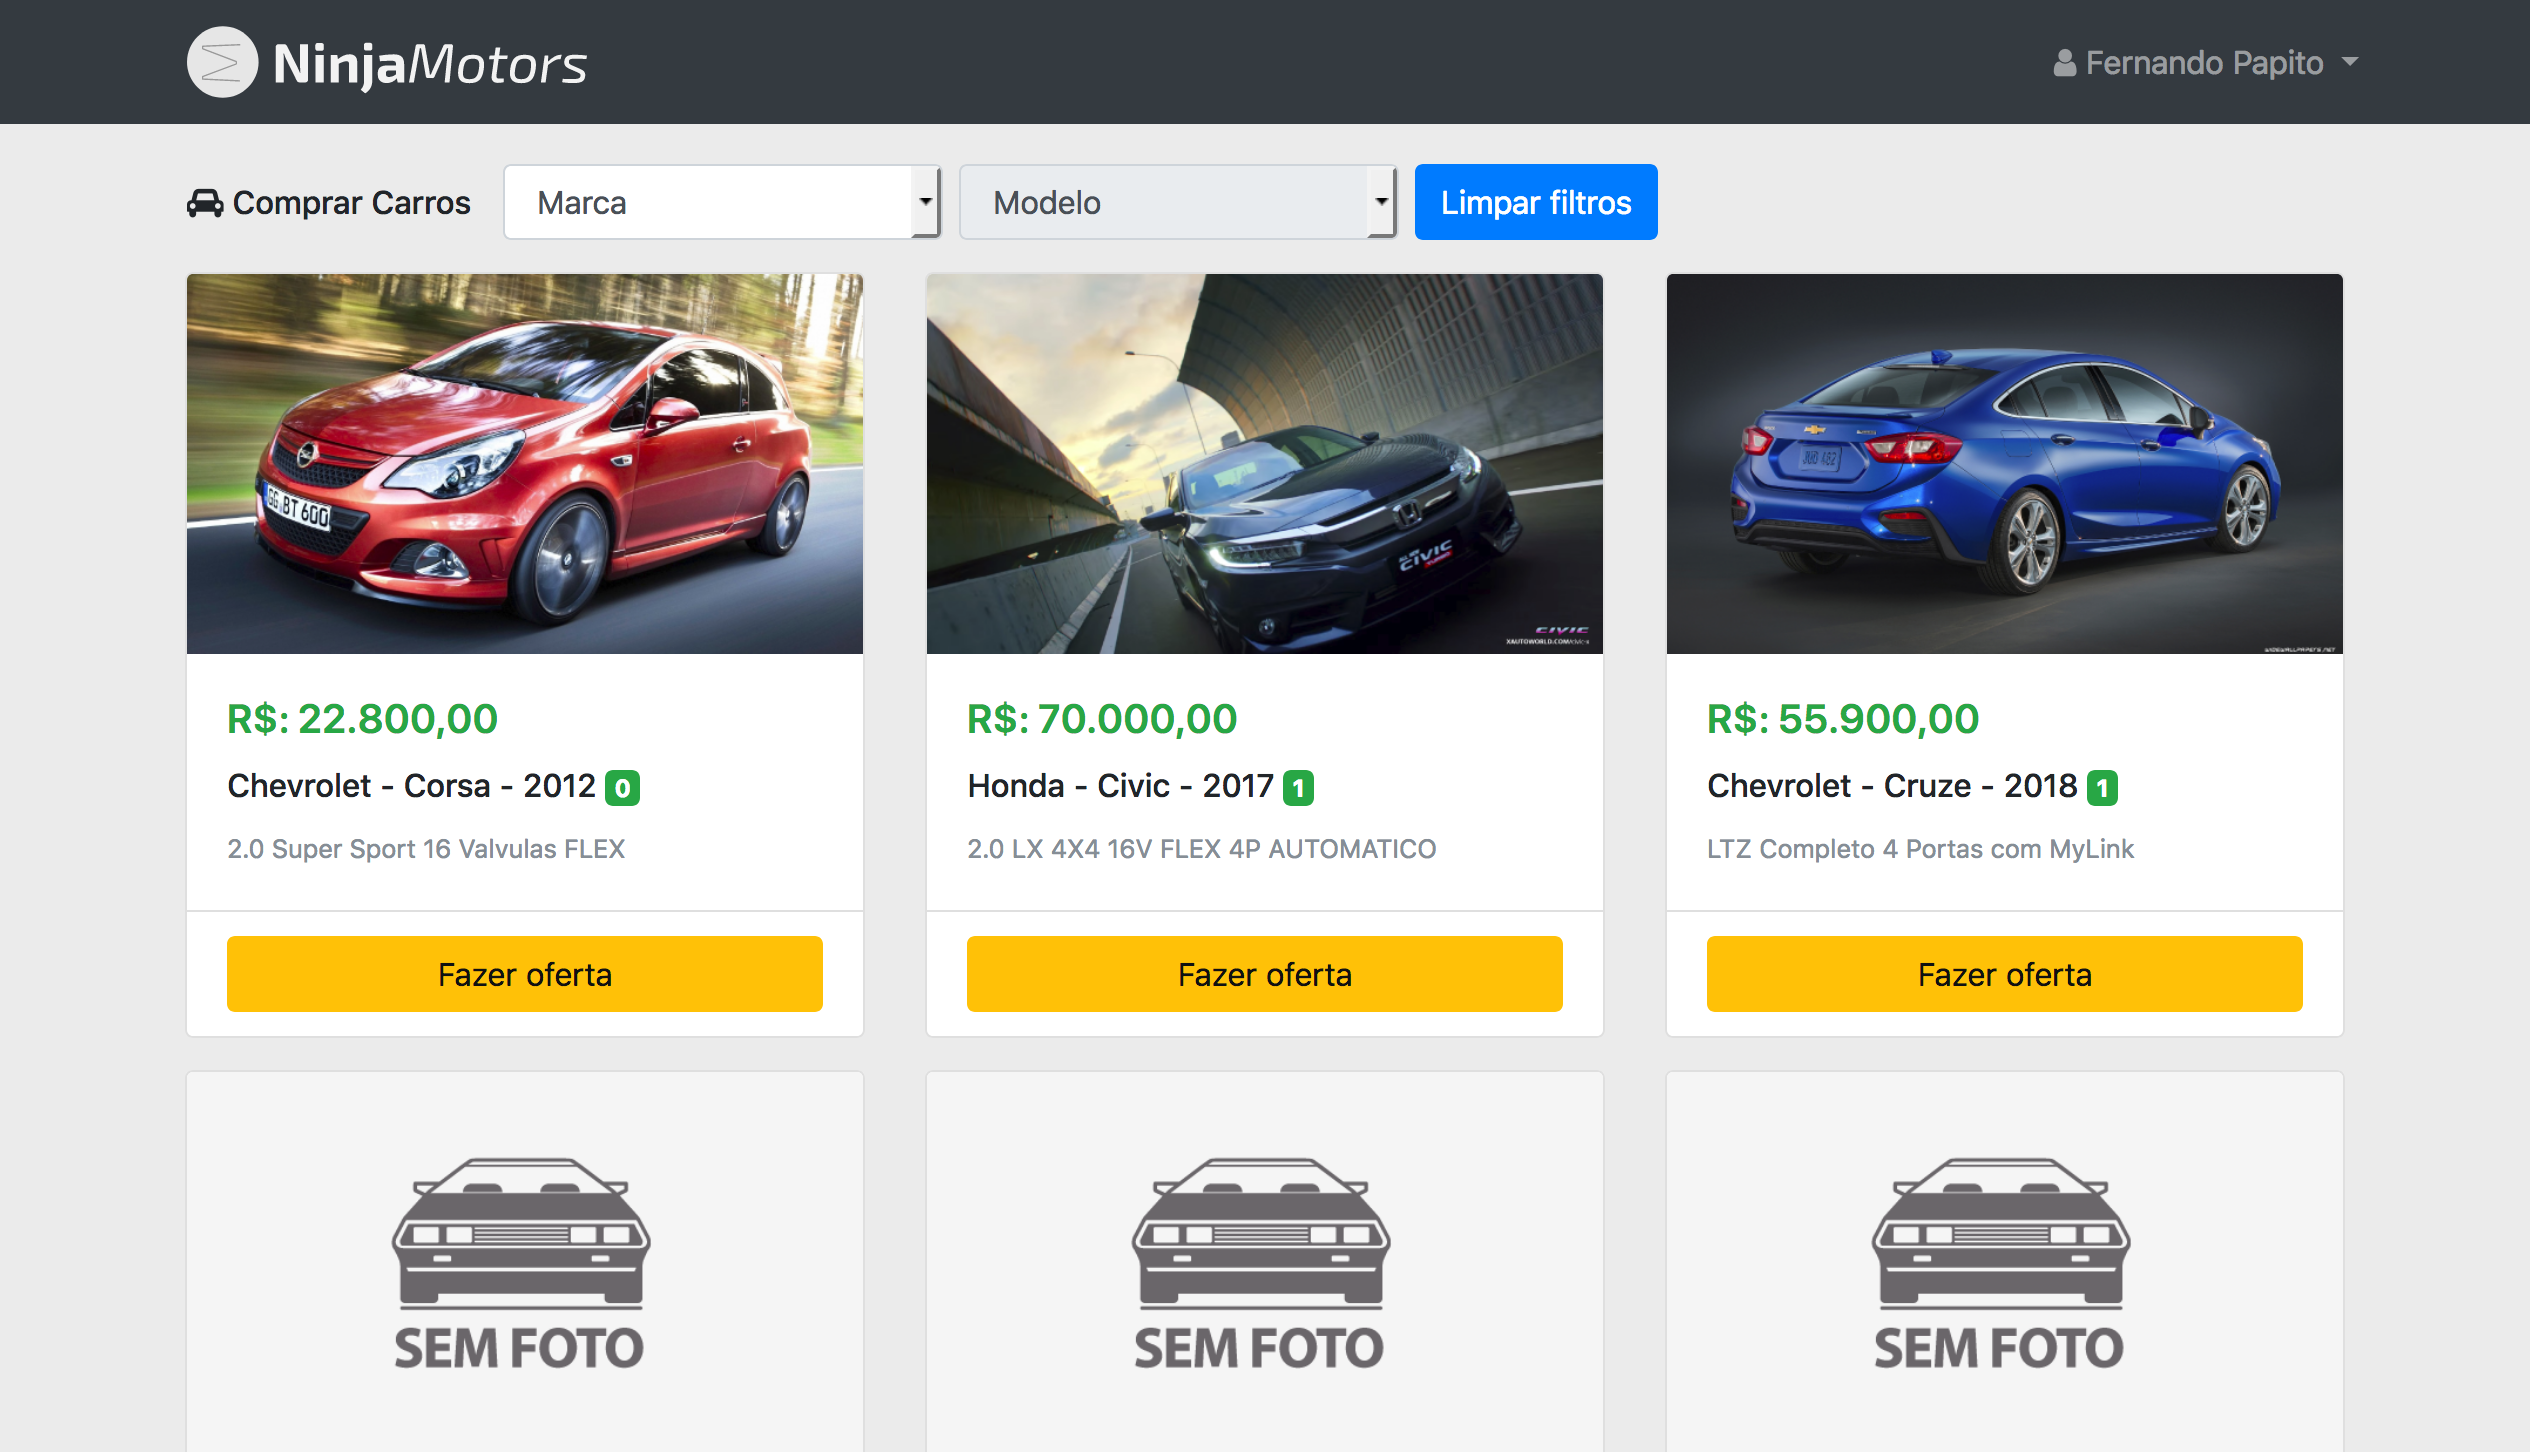 NinjaMotors
Fernando Papito
Comprar Carros
Marca
Modelo
Limpar filtros
GG BT 600
CIVIC
CIVIC
R$: 22.800,00
Chevrolet - Corsa - 2012 0
2.0 Super Sport 16 Valvulas FLEX
Fazer oferta
R$: 70.000,00
Honda - Civic - 2017 1
2.0 LX 4X4 16V FLEX 4P AUTOMATICO
Fazer oferta
R$: 55.900,00
Chevrolet - Cruze - 2018 1
LTZ Completo 4 Portas com MyLink
Fazer oferta
SEM FOTO
SEM FOTO
SEM FOTO